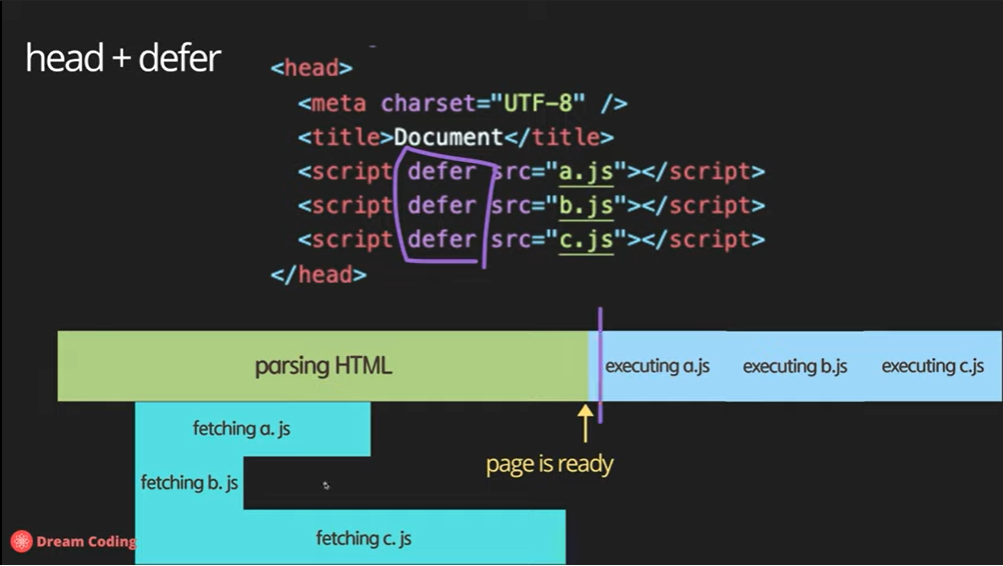 head + defer
<head>
<meta charset="UTF-8" />
<title>Document</title>
<script defer src="a.js"></script>
<script defer src="b.js"></script>
<script defer src="c.js"></script>
</head>
parsing HTML
executing a.js
executing b.js
executing c.js
fetching a. js
page is ready
fetching b. js
fetching c. js
Dream Coding